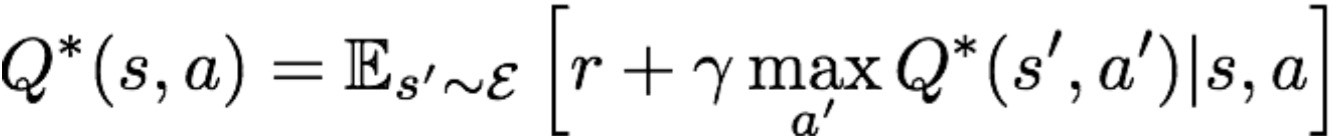 Q*(s, a) = 𝔼_{s′∼ℰ} [r + γ max_{a′} Q*(s′, a′)|s, a]